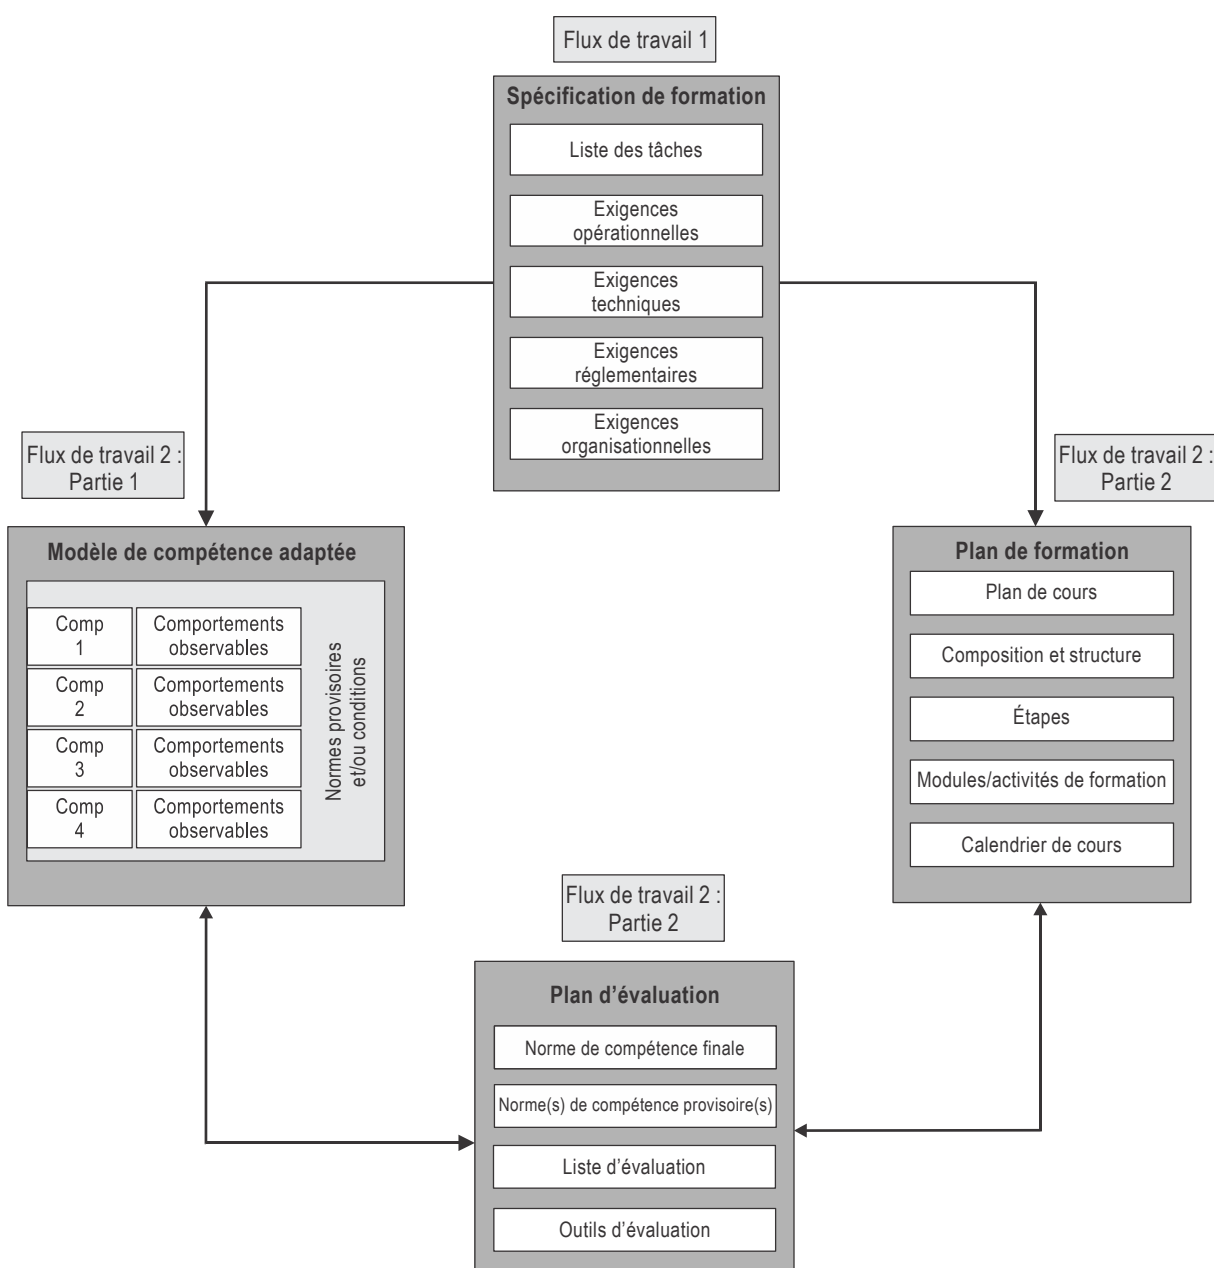 Flux de travail 1
Spécification de formation
Liste des tâches
Exigences
opérationnelles
Exigences
techniques
Exigences
réglementaires
Exigences
organisationnelles
Flux de travail 2 :
Partie 1
Modèle de compétence adaptée
Comp
1
Comportements
observables
Comp
2
Comportements
observables
Comp
3
Comportements
observables
Comp
4
Comportements
observables
Normes provisoires
et/ou conditions
Flux de travail 2 :
Partie 2
Plan de formation
Plan de cours
Composition et structure
Étapes
Modules/activités de formation
Calendrier de cours
Flux de travail 2 :
Partie 2
Plan d’évaluation
Norme de compétence finale
Norme(s) de compétence provisoire(s)
Liste d’évaluation
Outils d’évaluation